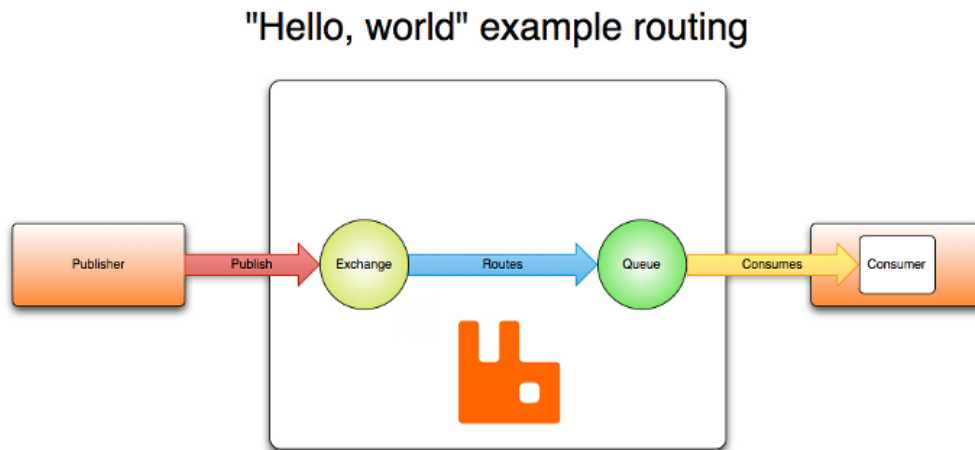 "Hello, world" example routing
Publisher
Publish
Exchange
Routes
Queue
Consumes
Consumer